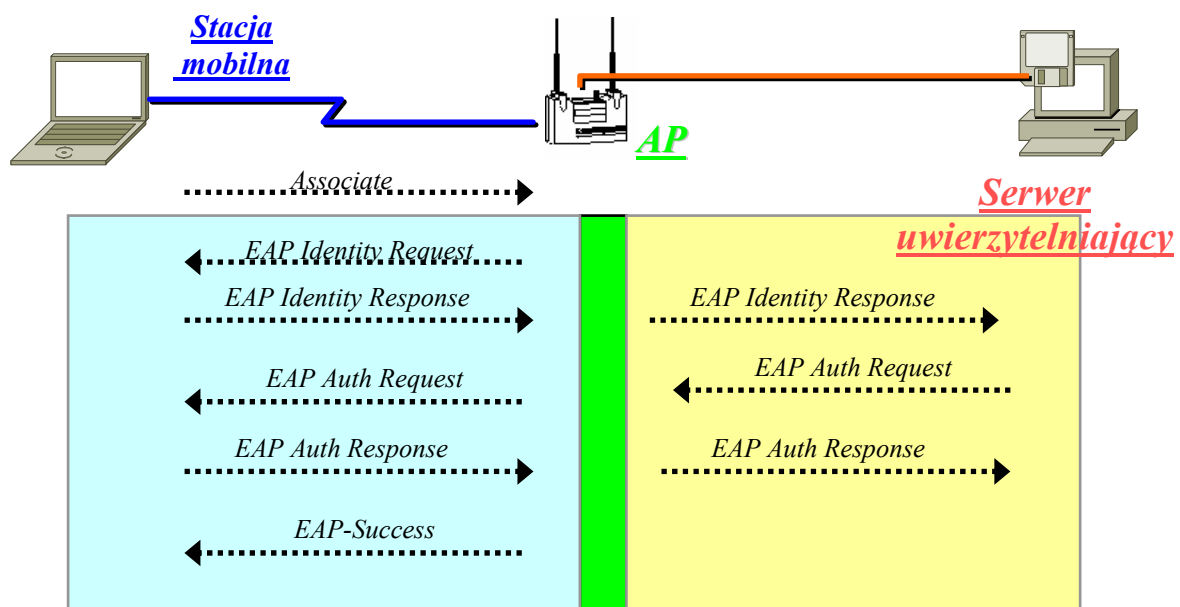 Stacja
mobilna
AP
Serwer
uwierzytelniający
Associate
EAP Identity Request
EAP Identity Response
EAP Identity Response
EAP Auth Request
EAP Auth Request
EAP Auth Response
EAP Auth Response
EAP-Success